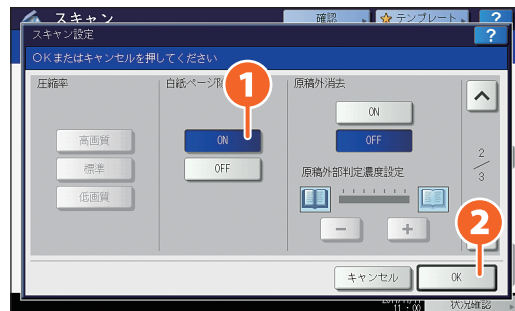 スキャン
確認
テンプレート
?
スキャン設定
?
OKまたはキャンセルを押してください
圧縮率
白紙ページ
原稿外消去
1
ON
高画質
ON
OFF
標準
OFF
原稿外部判定濃度設定
2
3
低画質
－
＋
2
キャンセル
OK
11:00
状況確認